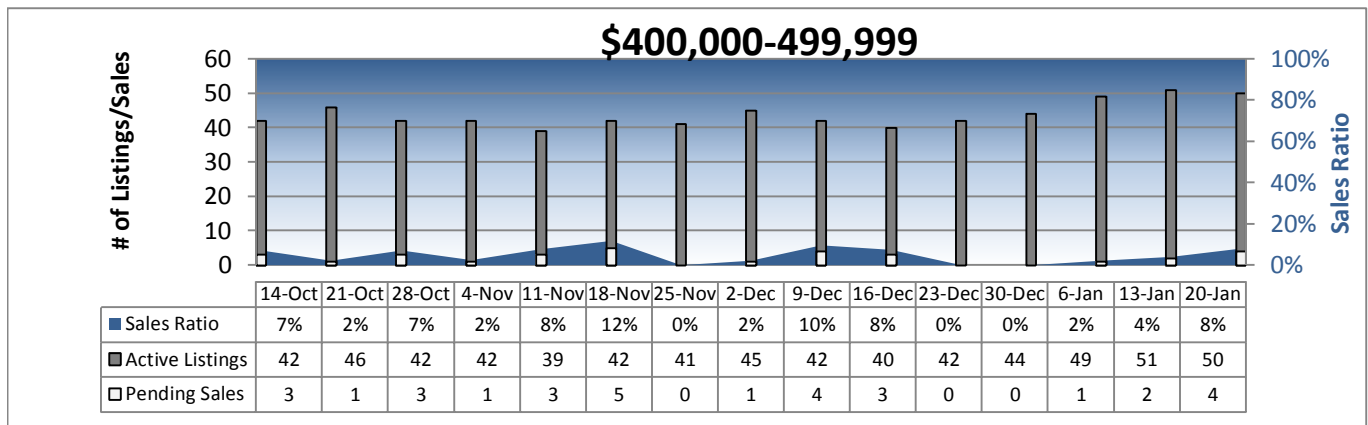 $400,000-499,999
60
50
40
30
20
10
0
# of Listings/Sales
100%
80%
60%
40%
20%
0%
Sales Ratio
14-Oct 21-Oct 28-Oct 4-Nov 11-Nov 18-Nov 25-Nov 2-Dec 9-Dec 16-Dec 23-Dec 30-Dec 6-Jan 13-Jan 20-Jan
Sales Ratio 7% 2% 7% 2% 8% 12% 0% 2% 10% 8% 0% 0% 2% 4% 8%
Active Listings 42 46 42 42 39 42 41 45 42 40 42 44 49 51 50
Pending Sales 3 1 3 1 3 5 0 1 4 3 0 0 1 2 4